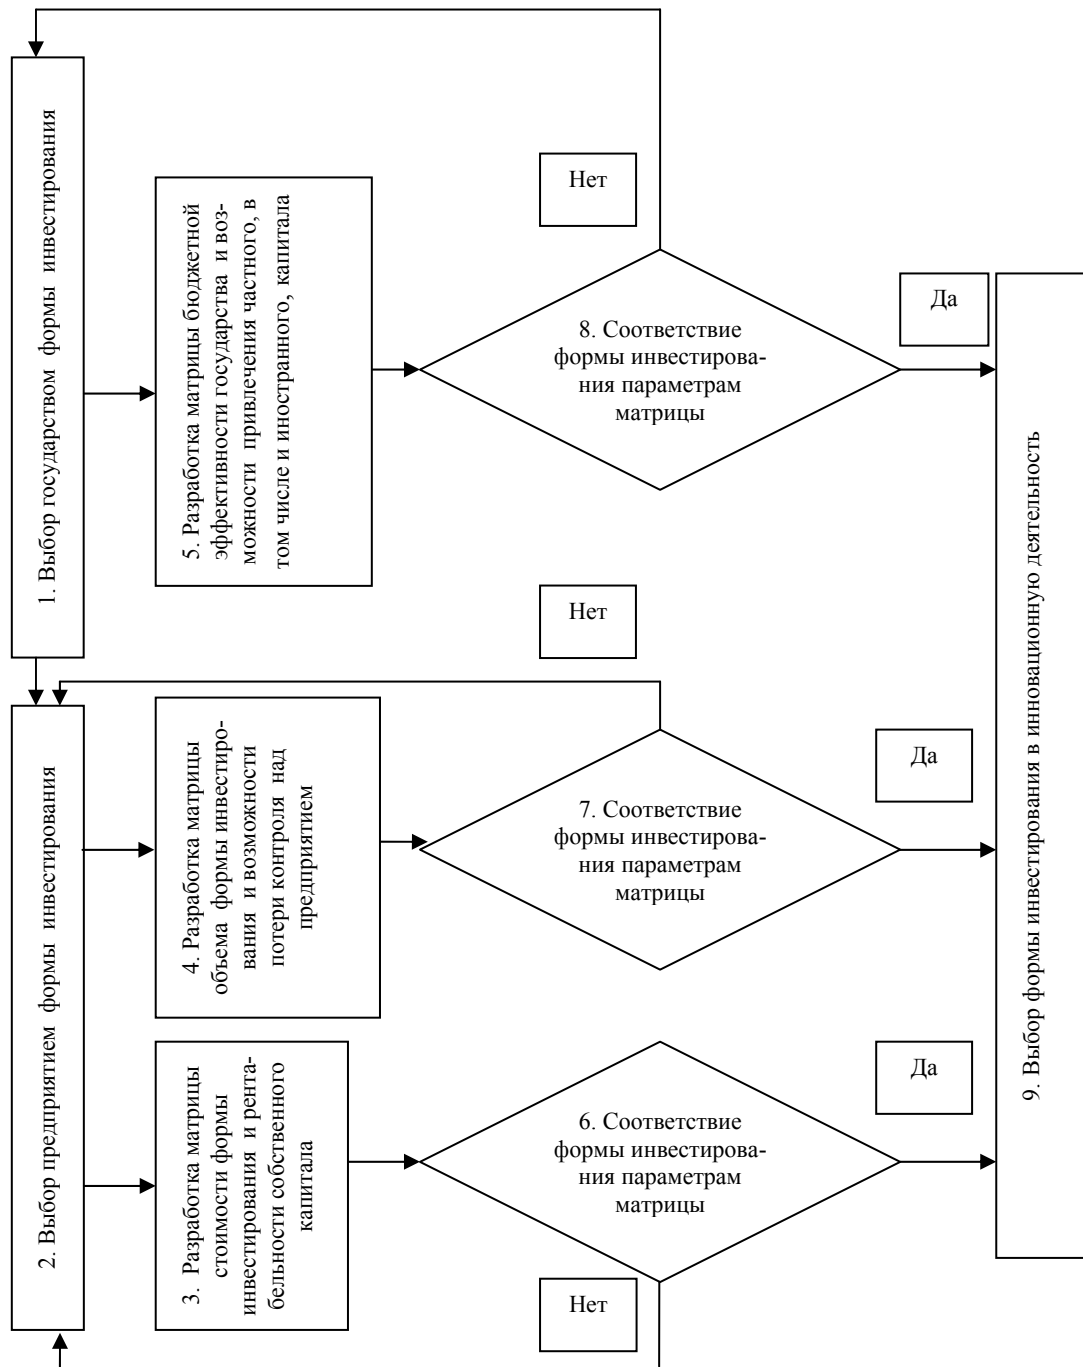 1. Выбор государством формы инвестирования
5. Разработка матрицы бюджетной
эффективности государства и воз-
можности привлечения частного, в
том числе и иностранного, капитала
Нет
8. Соответствие
формы инвестирова-
ния параметрам
матрицы
Да
2. Выбор предприятием формы инвестирования
4. Разработка матрицы
объема формы инвестиро-
вания и возможности
потери контроля над
предприятием
Нет
7. Соответствие
формы инвестирова-
ния параметрам
матрицы
Да
3. Разработка матрицы
стоимости формы
инвестирования и рента-
бельности собственного
капитала
6. Соответствие
формы инвестирова-
ния параметрам
матрицы
Да
Нет
9. Выбор формы инвестирования в инновационную деятельность